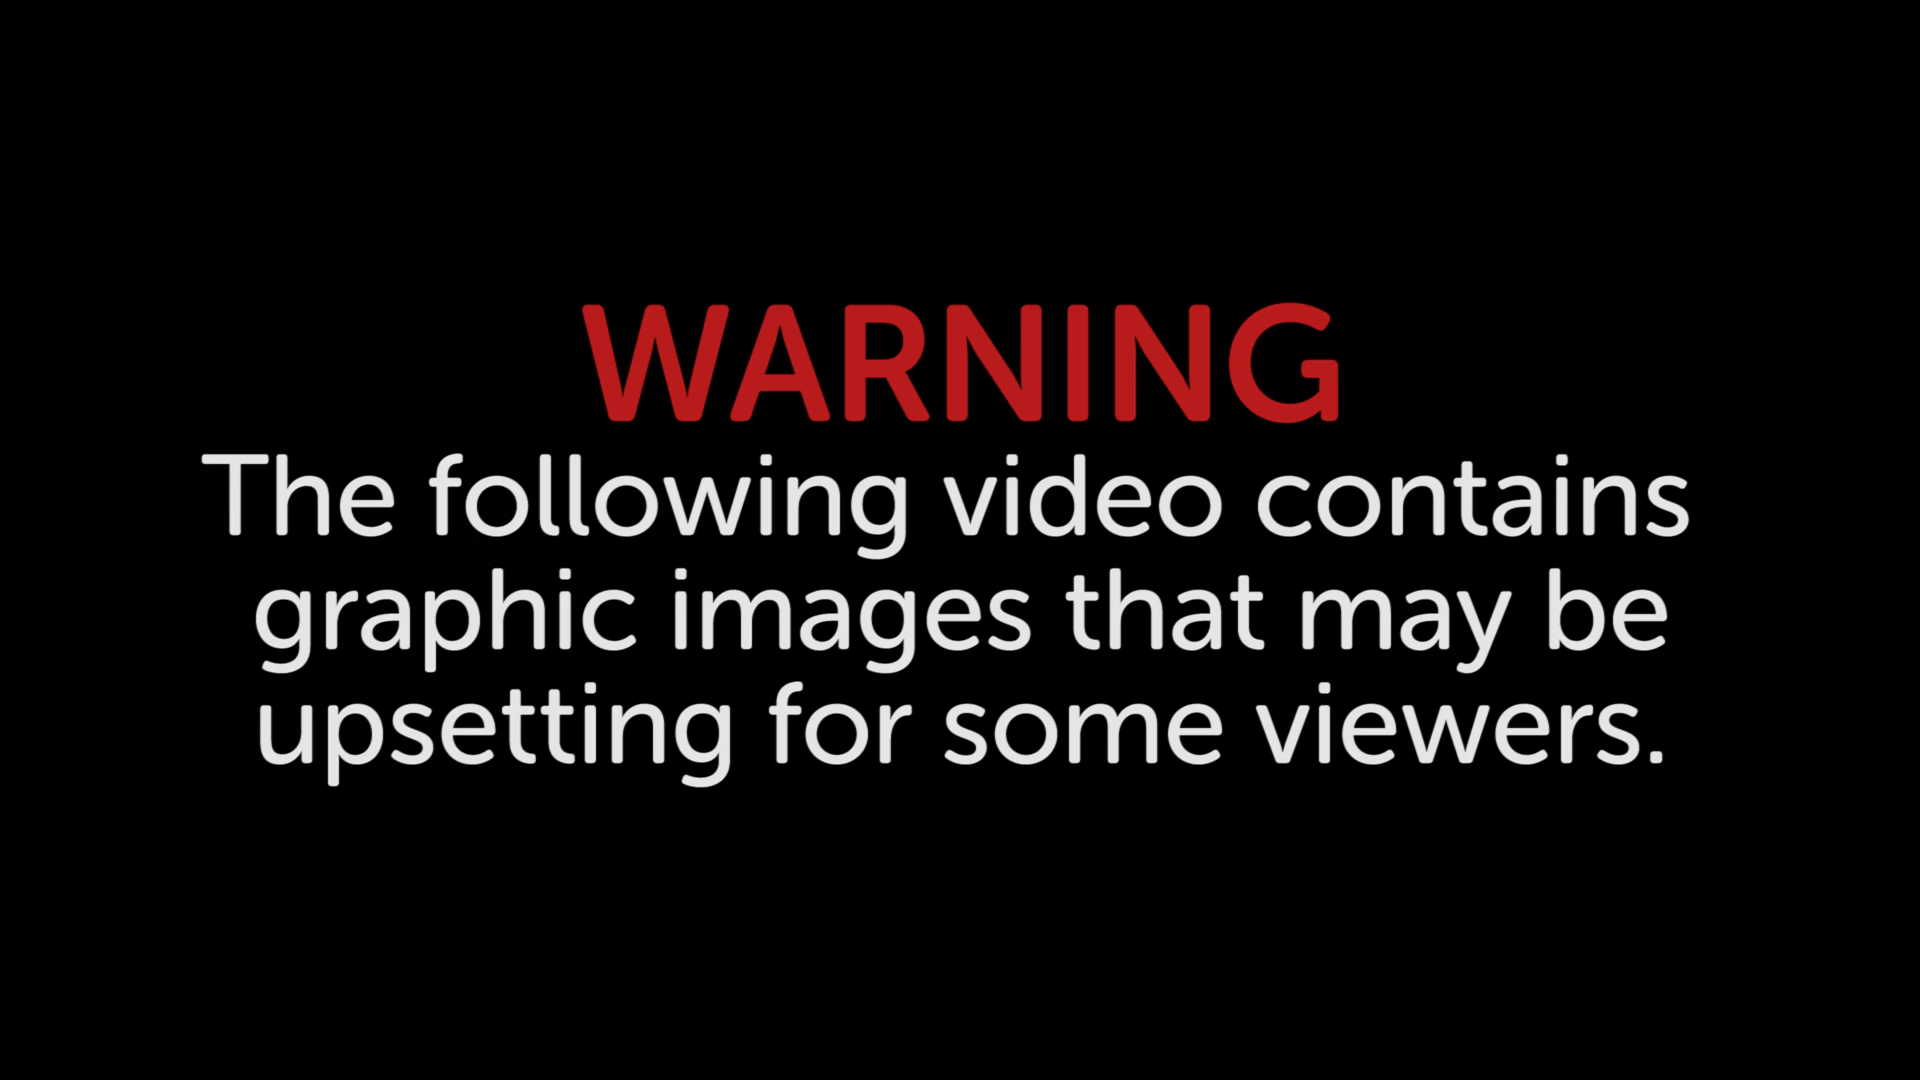 WARNING
The following video contains
graphic images that may be
upsetting for some viewers.